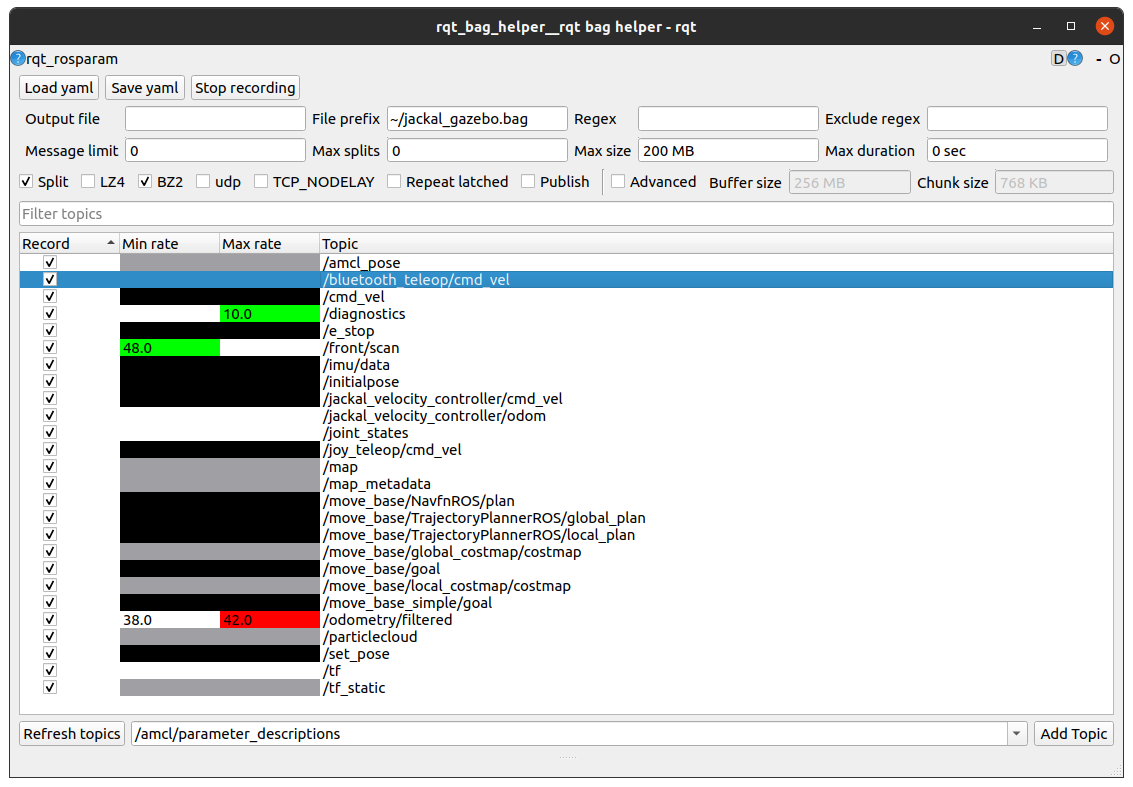 rqt_bag_helper__rqt bag helper - rqt
?rqt_rosparam D? - O
Load yaml Save yaml Stop recording
Output file File prefix ~/jackal_gazebo.bag Regex Exclude regex
Message limit 0 Max splits 0 Max size 200 MB Max duration 0 sec
Split LZ4 BZ2 udp TCP_NODELAY Repeat latched Publish Advanced Buffer size 256 MB Chunk size 768 KB
Filter topics
Record Min rate Max rate Topic
/amcl_pose
/bluetooth_teleop/cmd_vel
/cmd_vel
10.0 /diagnostics
/e_stop
48.0 /front/scan
/imu/data
/initialpose
/jackal_velocity_controller/cmd_vel
/jackal_velocity_controller/odom
/joint_states
/joy_teleop/cmd_vel
/map
/map_metadata
/move_base/NavfnROS/plan
/move_base/TrajectoryPlannerROS/global_plan
/move_base/TrajectoryPlannerROS/local_plan
/move_base/global_costmap/costmap
/move_base/goal
/move_base/local_costmap/costmap
/move_base_simple/goal
38.0 42.0 /odometry/filtered
/particlecloud
/set_pose
/tf
/tf_static
Refresh topics /amcl/parameter_descriptions Add Topic